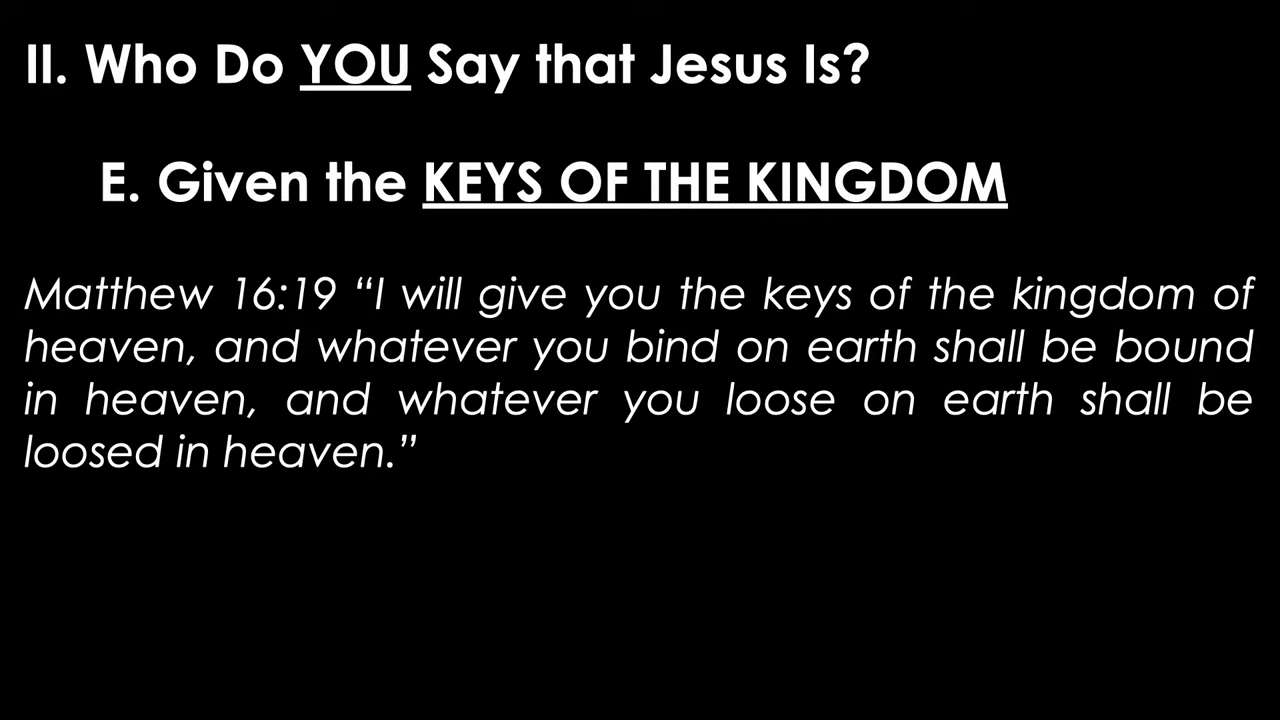 II. Who Do YOU Say that Jesus Is?
E. Given the KEYS OF THE KINGDOM
Matthew 16:19 “I will give you the keys of the kingdom of
heaven, and whatever you bind on earth shall be bound
in heaven, and whatever you loose on earth shall be
loosed in heaven.”